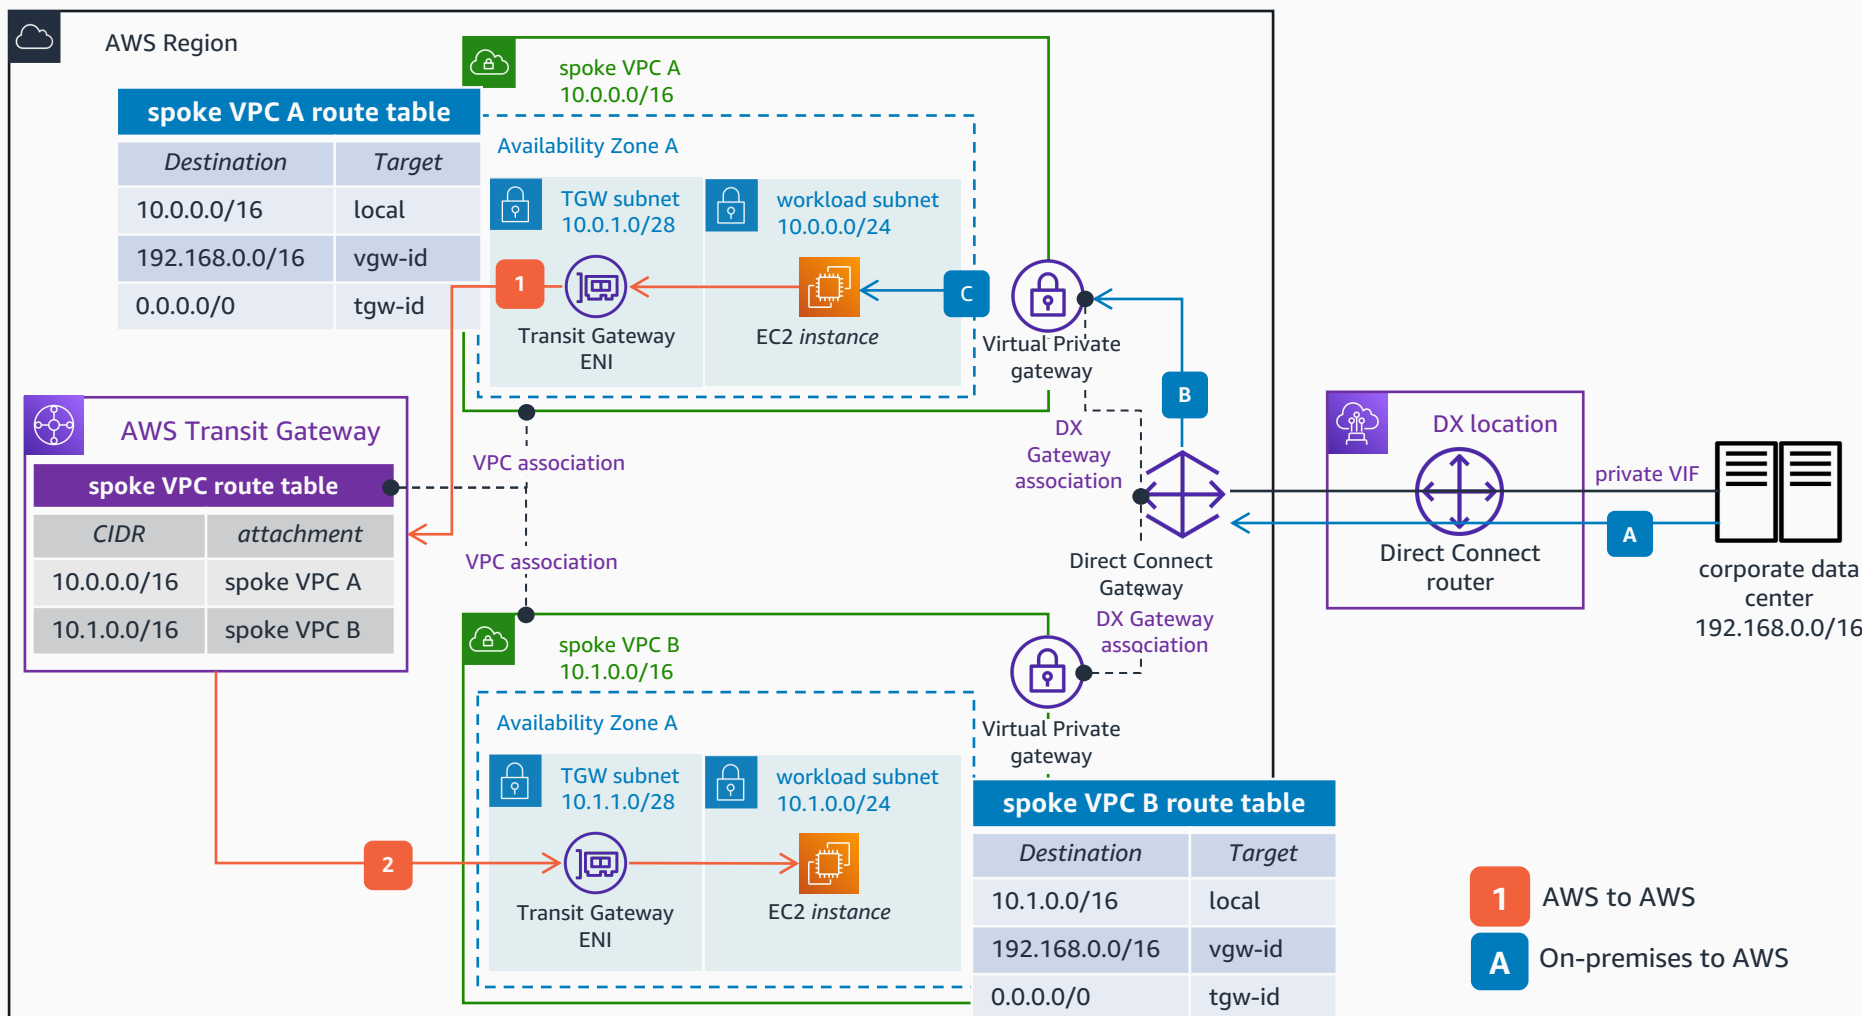 AWS Region
spoke VPC A
10.0.0.0/16
spoke VPC A route table
Destination Target
10.0.0.0/16 local
192.168.0.0/16 vgw-id
0.0.0.0/0 tgw-id
Availability Zone A
TGW subnet
10.0.1.0/28
workload subnet
10.0.0.0/24
1
C
Transit Gateway
ENI
EC2 instance
Virtual Private
gateway
B
AWS Transit Gateway
spoke VPC route table
CIDR attachment
10.0.0.0/16 spoke VPC A
10.1.0.0/16 spoke VPC B
VPC association
VPC association
DX
Gateway
association
Direct Connect
Gateway
DX Gateway
association
DX location
Direct Connect
router
private VIF
A
corporate data
center
192.168.0.0/16
spoke VPC B
10.1.0.0/16
Availability Zone A
TGW subnet
10.1.1.0/28
workload subnet
10.1.0.0/24
2
Transit Gateway
ENI
EC2 instance
Virtual Private
gateway
spoke VPC B route table
Destination Target
10.1.0.0/16 local
192.168.0.0/16 vgw-id
0.0.0.0/0 tgw-id
1 AWS to AWS
A On-premises to AWS